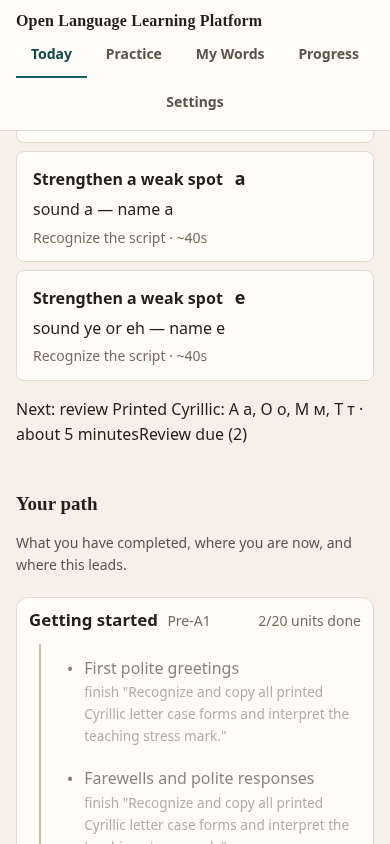 Open Language Learning Platform
Today Practice My Words Progress
Settings
Strengthen a weak spot а
sound a — name a
Recognize the script · ~40s
Strengthen a weak spot е
sound ye or eh — name e
Recognize the script · ~40s
Next: review Printed Cyrillic: А а, О о, М м, Т т ·
about 5 minutesReview due (2)
Your path
What you have completed, where you are now, and
where this leads.
Getting started Pre-A1 2/20 units done
• First polite greetings
finish "Recognize and copy all printed
Cyrillic letter case forms and interpret the
teaching stress mark."
• Farewells and polite responses
finish "Recognize and copy all printed
Cyrillic letter case forms and interpret the